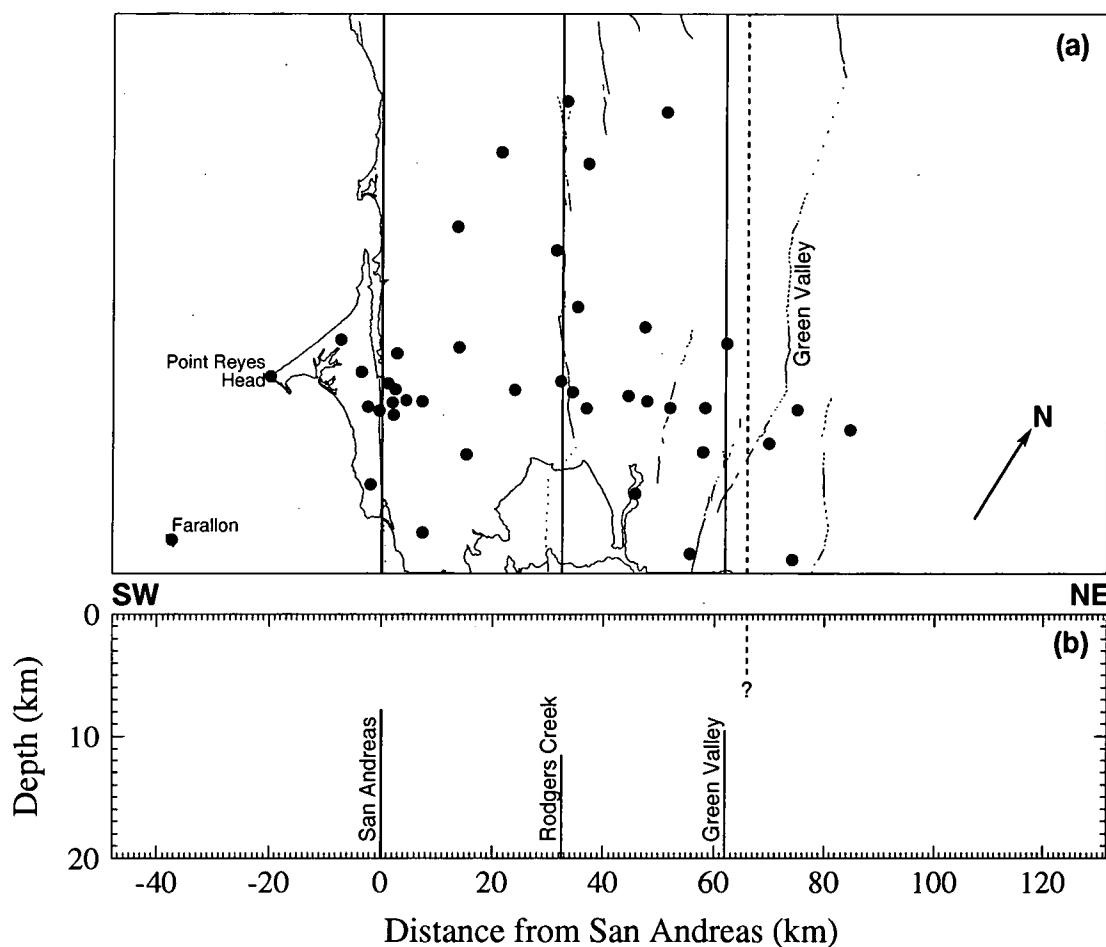 (a)
Green Valley
Point Reyes
Head
N
Farallon
SW
NE
(b)
0
10
20
Depth (km)
?
San Andreas
Rodgers Creek
Green Valley
-40 -20 0 20 40 60 80 100 120
Distance from San Andreas (km)